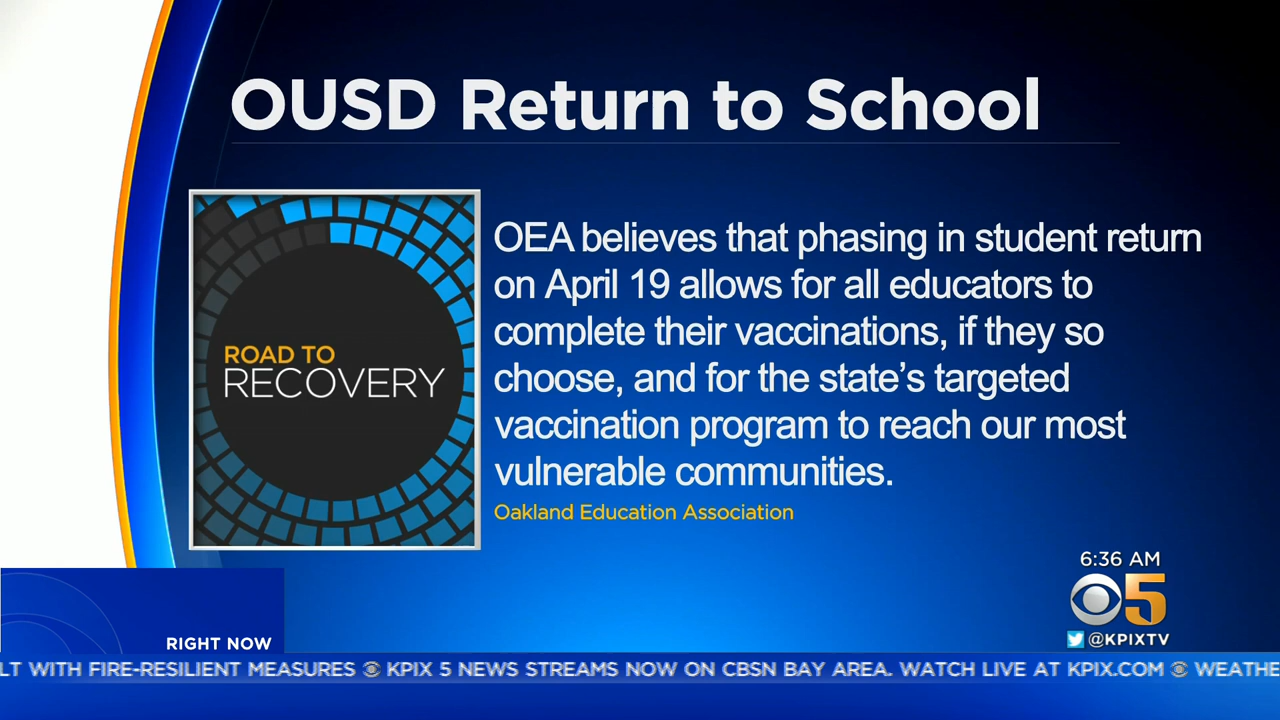 OUSD Return to School
ROAD TO
RECOVERY
OEA believes that phasing in student return
on April 19 allows for all educators to
complete their vaccinations, if they so
choose, and for the state’s targeted
vaccination program to reach our most
vulnerable communities.
Oakland Education Association
6:36 AM
5
@KPIXTV
RIGHT NOW
LT WITH FIRE-RESILIENT MEASURES KPIX 5 NEWS STREAMS NOW ON CBSN BAY AREA. WATCH LIVE AT KPIX.COM WEATHE